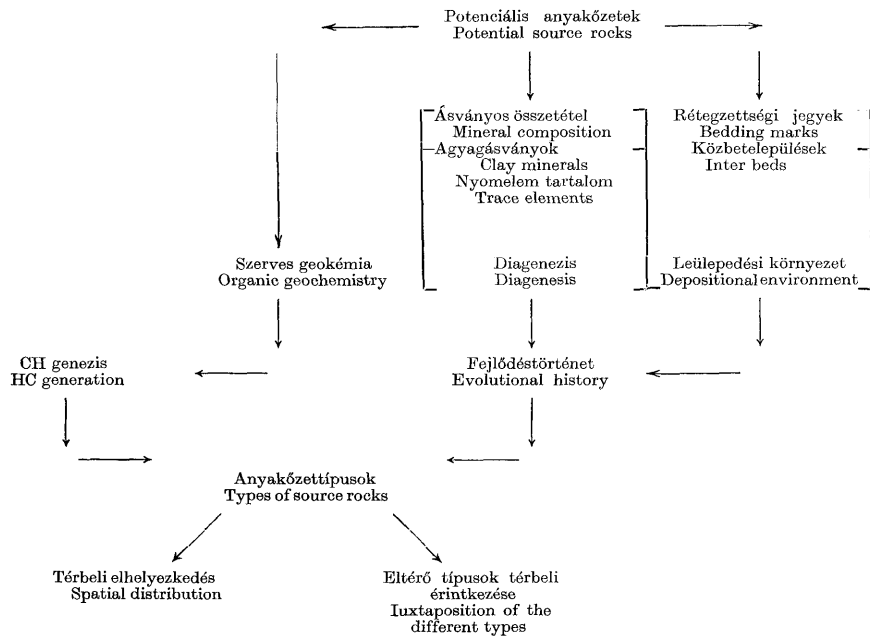 Potenciális anyakőzetek
Potential source rocks
Ásványos összetétel
Mineral composition
Agyagásványok
Clay minerals
Nyomelem tartalom
Trace elements
Rétegzettségi jegyek
Bedding marks
Közbetelepülések
Inter beds
Szerves geokémia
Organic geochemistry
Diagenezis
Diagenesis
Leülepedési környezet
Depositional environment
CH genezis
HC generation
Fejlődéstörténet
Evolutional history
Anyakőzettípusok
Types of source rocks
Térbeli elhelyezkedés
Spatial distribution
Eltérő típusok térbeli
érintkezése
Iuxtaposition of the
different types